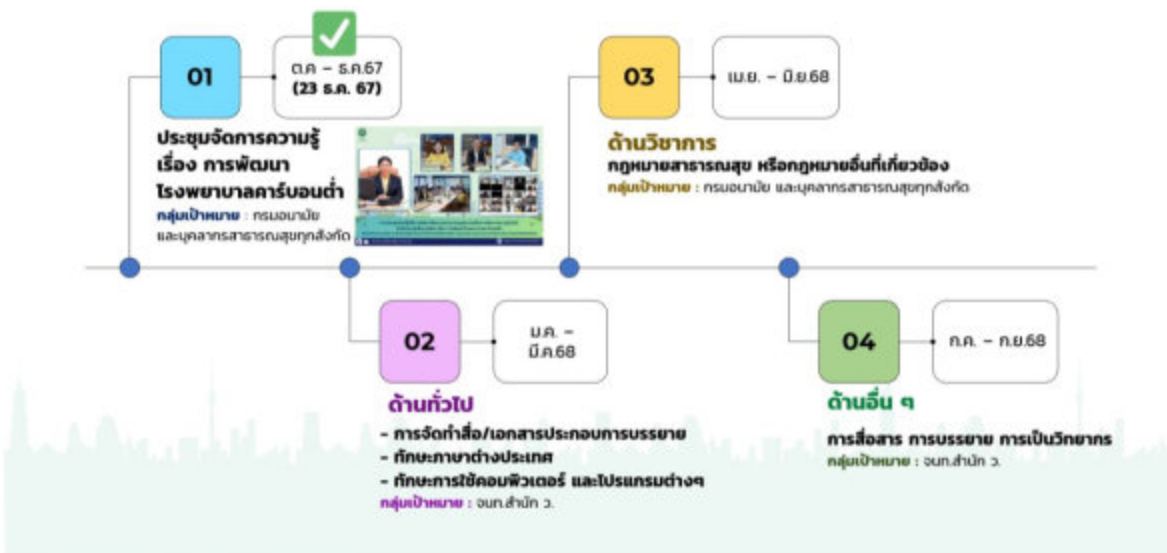 01
ต.ค – ธ.ค.67
(23 ธ.ค. 67)
ประชุมจัดการความรู้
เรื่อง การพัฒนา
โรงพยาบาลคาร์บอนต่ำ
กลุ่มเป้าหมาย : กรมอนามัย
และบุคลากรสาธารณสุขทุกสังกัด
02
ม.ค. –
มี.ค.68
ด้านทั่วไป
- การจัดทำสื่อ/เอกสารประกอบการบรรยาย
- ทักษะภาษาต่างประเทศ
- ทักษะการใช้คอมพิวเตอร์ และโปรแกรมต่างๆ
กลุ่มเป้าหมาย : จนท.สำนัก ว.
03
เม.ย. – มิ.ย.68
ด้านวิชาการ
กฎหมายสาธารณสุข หรือกฎหมายอื่นที่เกี่ยวข้อง
กลุ่มเป้าหมาย : กรมอนามัย และบุคลากรสาธารณสุขทุกสังกัด
04
ก.ค. – ก.ย.68
ด้านอื่น ๆ
การสื่อสาร การบรรยาย การเป็นวิทยากร
กลุ่มเป้าหมาย : จนท.สำนัก ว.